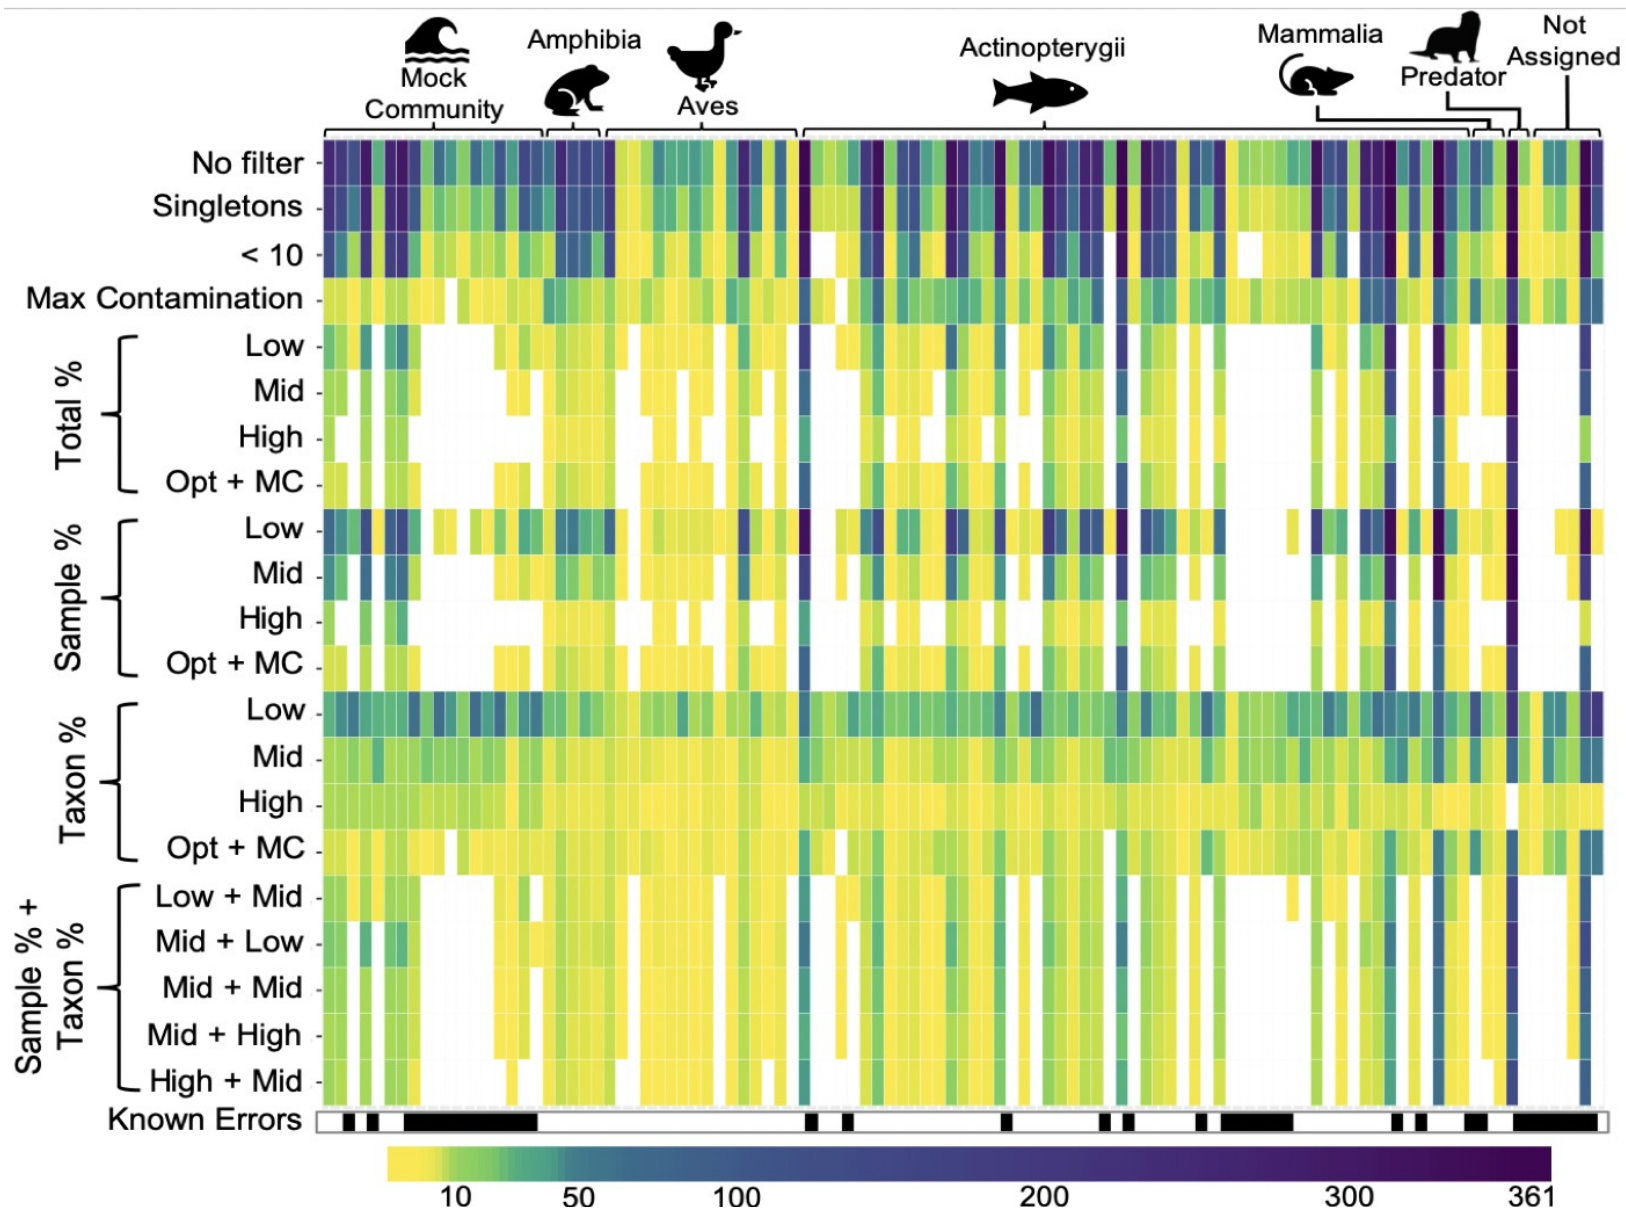 Mock
Community
Amphibia
Aves
Actinopterygii
Mammalia
Predator
Not
Assigned
No filter
Singletons
< 10
Max Contamination
Total %
Low
Mid
High
Opt + MC
Sample %
Low
Mid
High
Opt + MC
Taxon %
Low
Mid
High
Opt + MC
Sample % +
Taxon %
Low + Mid
Mid + Low
Mid + Mid
Mid + High
High + Mid
Known Errors
10 50 100 200 300 361